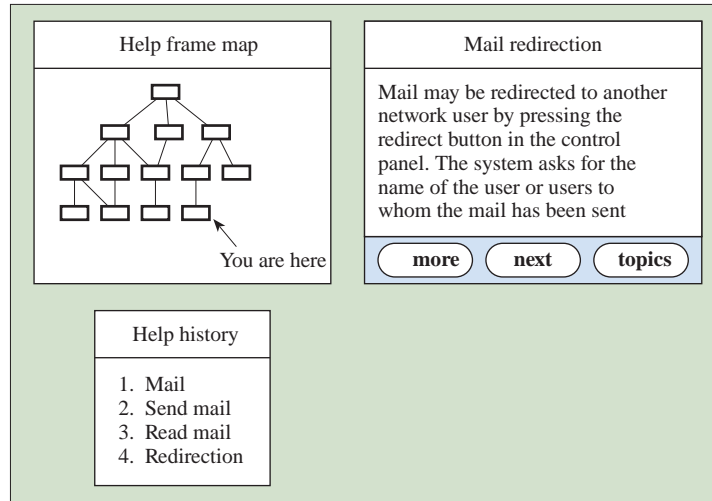 Help frame map
You are here
Mail redirection
Mail may be redirected to another
network user by pressing the
redirect button in the control
panel. The system asks for the
name of the user or users to
whom the mail has been sent
more
next
topics
Help history
1. Mail
2. Send mail
3. Read mail
4. Redirection